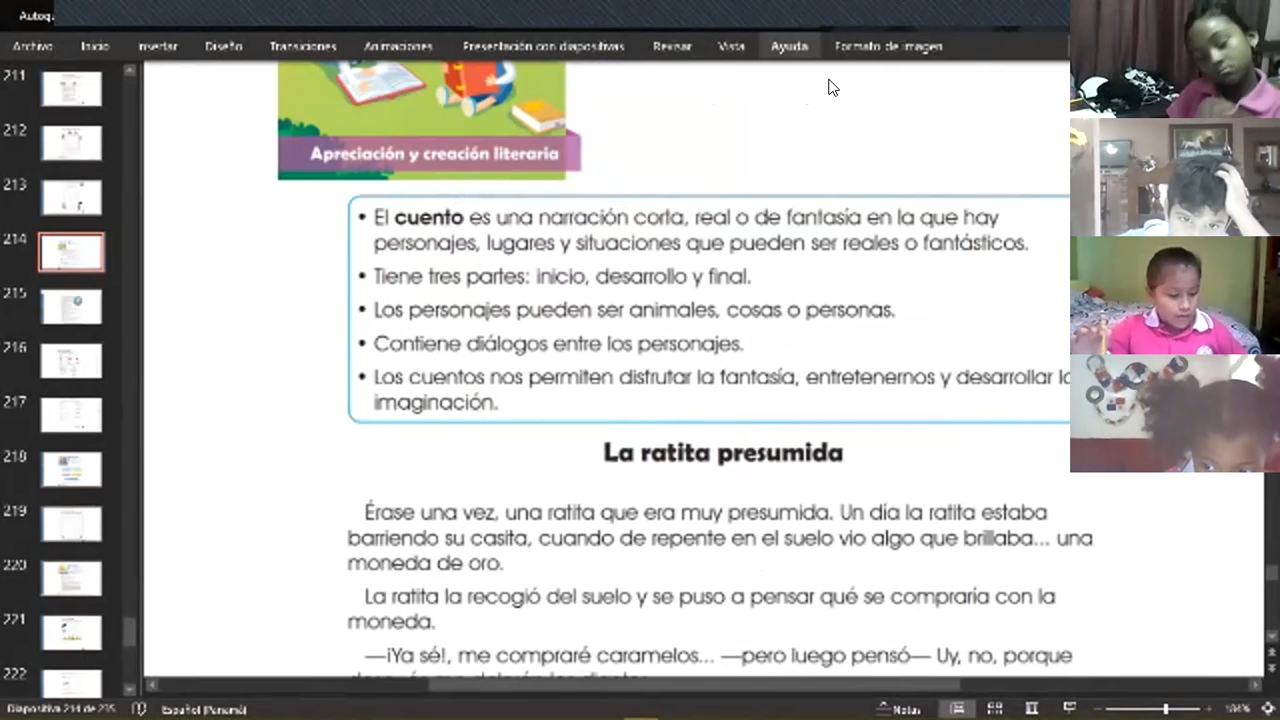 Archivo Inicio Insertar Diseño Transiciones Animaciones Presentación con diapositivas Revisar Vista Ayuda Formato de imagen
211
212
213
214
215
216
217
218
219
220
221
222
Apreciación y creación literaria
• El cuento es una narración corta, real o de fantasía en la que hay
personajes, lugares y situaciones que pueden ser reales o fantásticos.
• Tiene tres partes: inicio, desarrollo y final.
• Los personajes pueden ser animales, cosas o personas.
• Contiene diálogos entre los personajes.
• Los cuentos nos permiten disfrutar la fantasía, entretenernos y desarrollar
imaginación.
La ratita presumida
Érase una vez, una ratita que era muy presumida. Un día la ratita estaba
barriendo su casita, cuando de repente en el suelo vio algo que brillaba... una
moneda de oro.
La ratita la recogió del suelo y se puso a pensar qué se compraría con la
moneda.
—¡Ya sé!, me compraré caramelos... —pero luego pensó— Uy, no, porque
Diapositiva 214 de 235 Español (Panamá) Notas